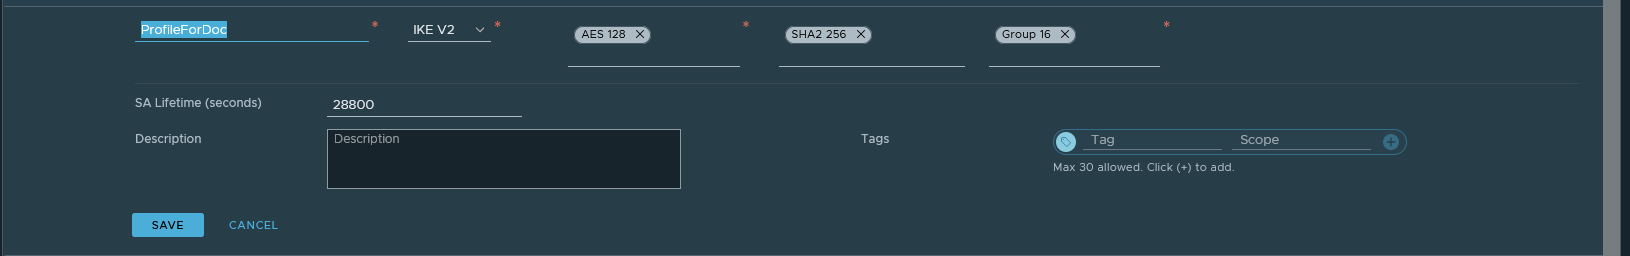 ProfileForDoc * IKE V2 * AES 128 * SHA2 256 Group 16 *
SA Lifetime (seconds) 28800
Description Description Tags Tag Scope
Max 30 allowed. Click (+) to add.
SAVE CANCEL